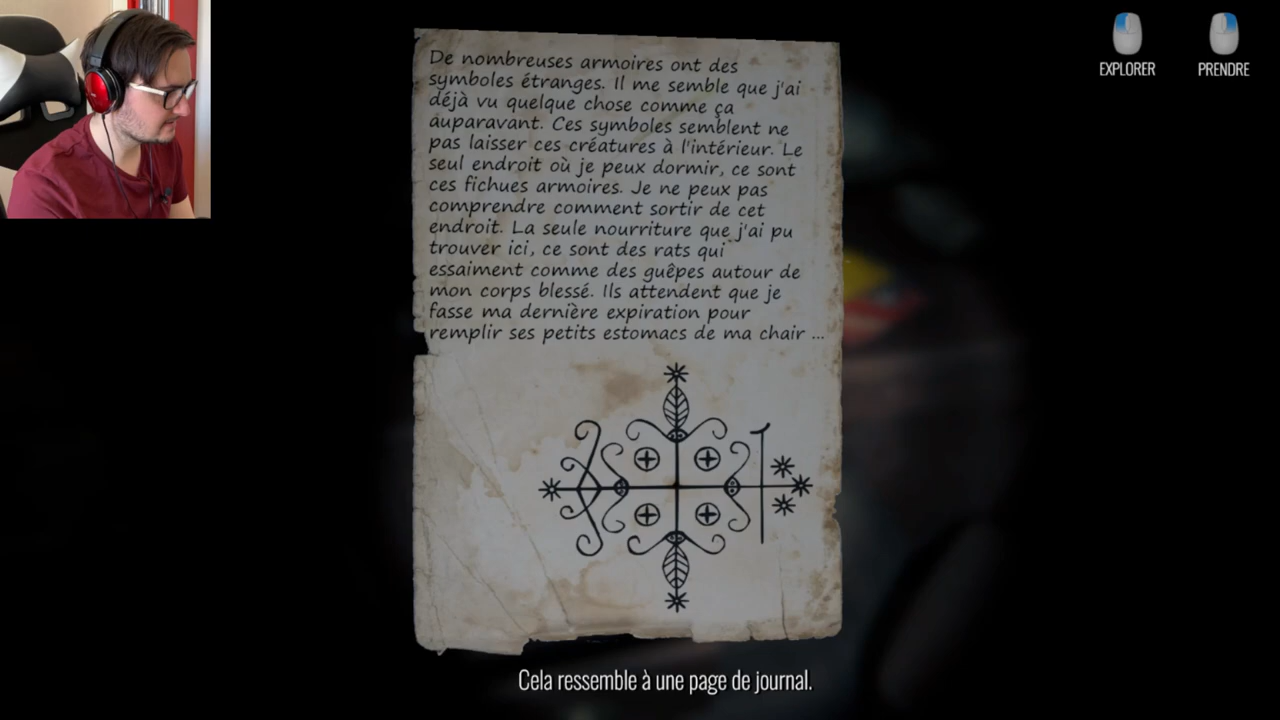 De nombreuses armoires ont des
symboles étranges. Il me semble que j'ai
déjà vu quelque chose comme ça
auparavant. Ces symboles semblent ne
pas laisser ces créatures à l'intérieur. Le
seul endroit où je peux dormir, ce sont
ces fichues armoires. Je ne peux pas
comprendre comment sortir de cet
endroit. La seule nourriture que j'ai pu
trouver ici, ce sont des rats qui
essaiment comme des guêpes autour de
mon corps blessé. Ils attendent que je
fasse ma dernière expiration pour
remplir ses petits estomacs de ma chair ...
EXPLORER PRENDRE
Cela ressemble à une page de journal.